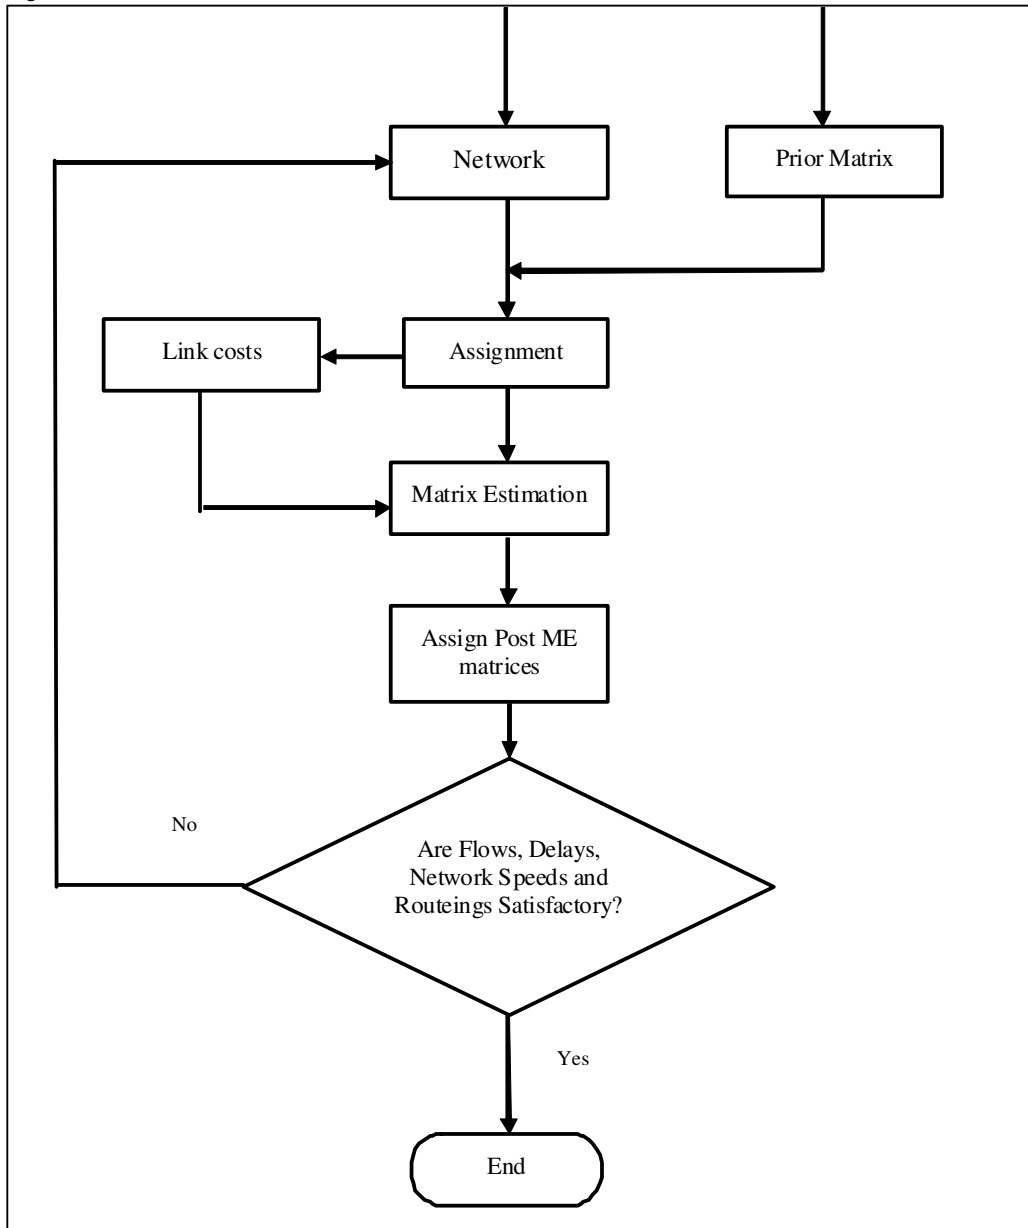 Network
Prior Matrix
Link costs
Assignment
Matrix Estimation
Assign Post ME
matrices
No
Are Flows, Delays,
Network Speeds and
Routeings Satisfactory?
Yes
End